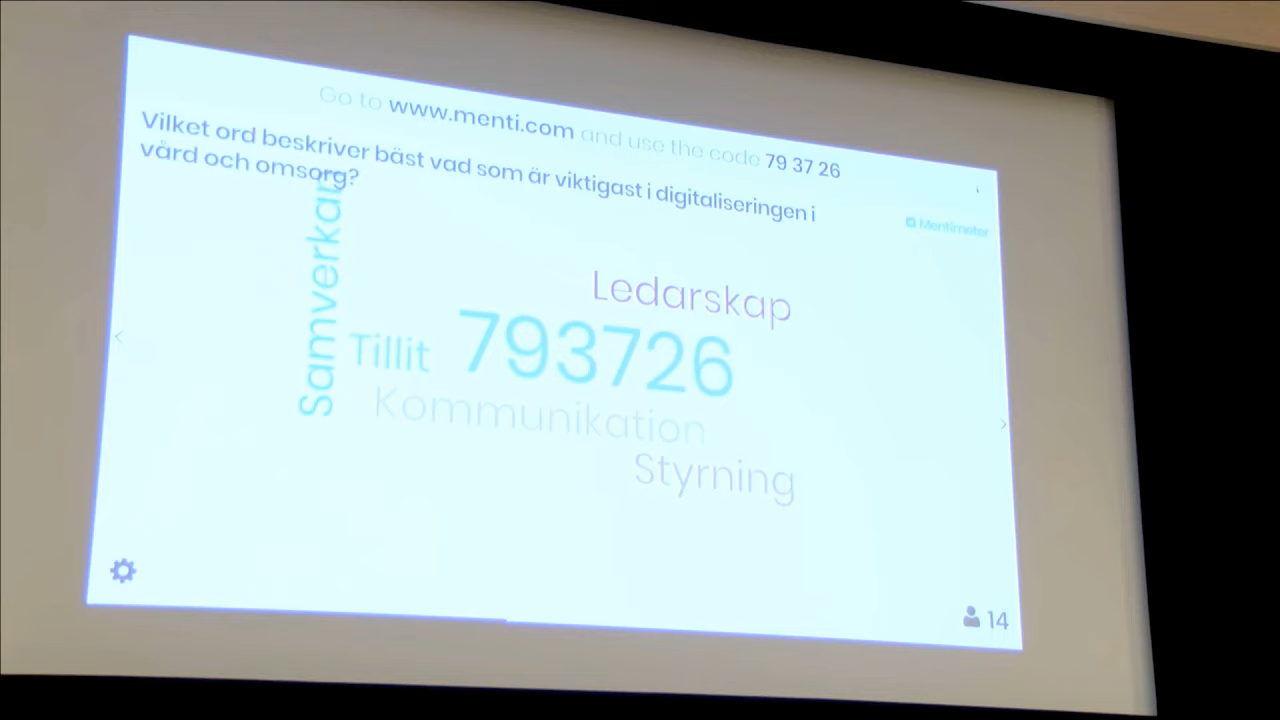 Go to www.menti.com and use the code 79 37 26
Vilket ord beskriver bäst vad som är viktigast i digitaliseringen i
vård och omsorg?
Mentimeter
Samverkan
Ledarskap
Tillit
793726
Kommunikation
Styrning
14